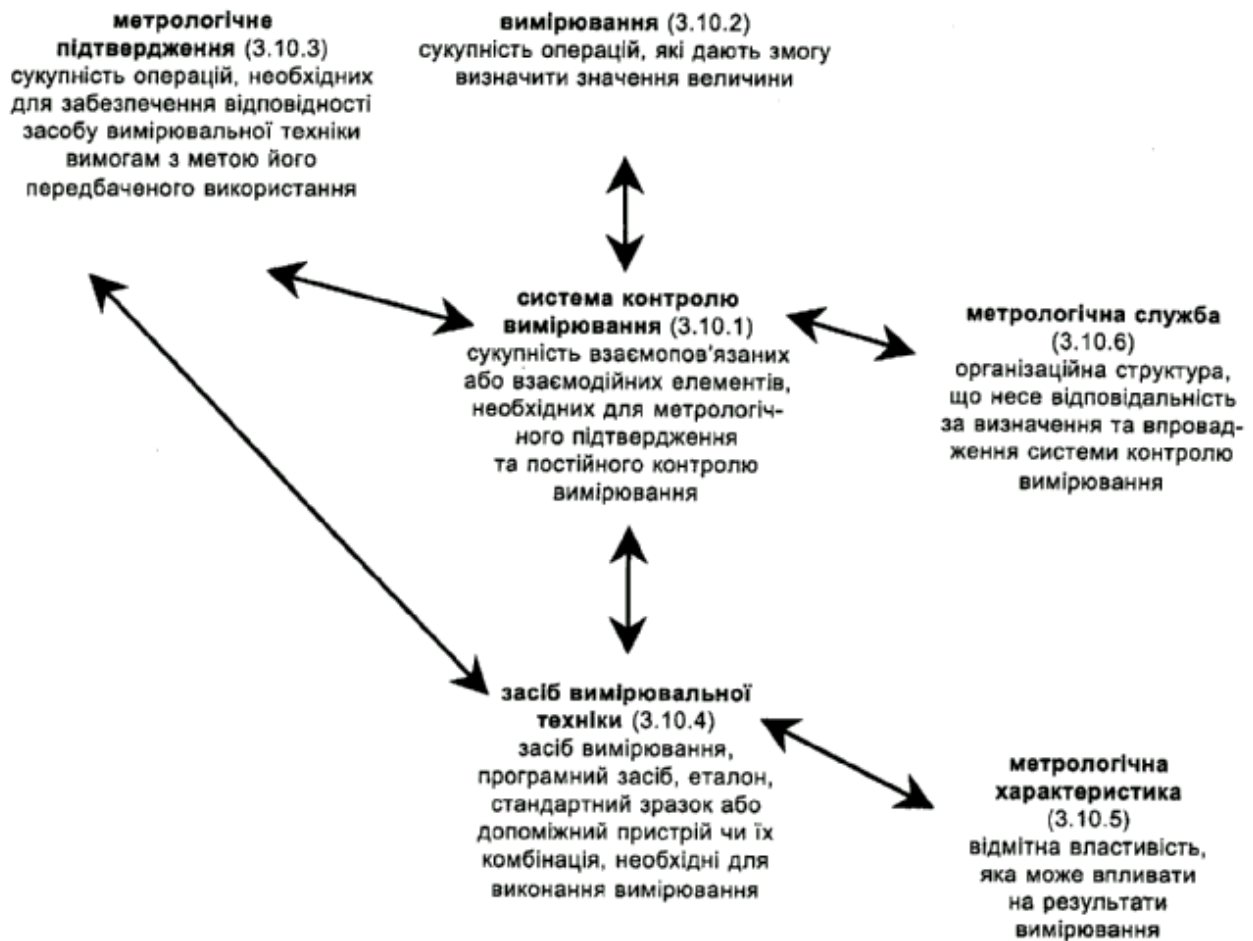 метрологічне
підтвердження (3.10.3)
сукупність операцій, необхідних
для забезпечення відповідності
засобу вимірювальної техніки
вимогам з метою його
передбаченого використання
вимірювання (3.10.2)
сукупність операцій, які дають змогу
визначити значення величини
система контролю
вимірювання (3.10.1)
сукупність взаємопов'язаних
або взаємодійних елементів,
необхідних для метрологіч-
ного підтвердження
та постійного контролю
вимірювання
метрологічна служба
(3.10.6)
організаційна структура,
що несе відповідальність
за визначення та впровад-
ження системи контролю
вимірювання
засіб вимірювальної
техніки (3.10.4)
засіб вимірювання,
програмний засіб, еталон,
стандартний зразок або
допоміжний пристрій чи їх
комбінація, необхідні для
виконання вимірювання
метрологічна
характеристика
(3.10.5)
відмітна властивість,
яка може впливати
на результати
вимірювання